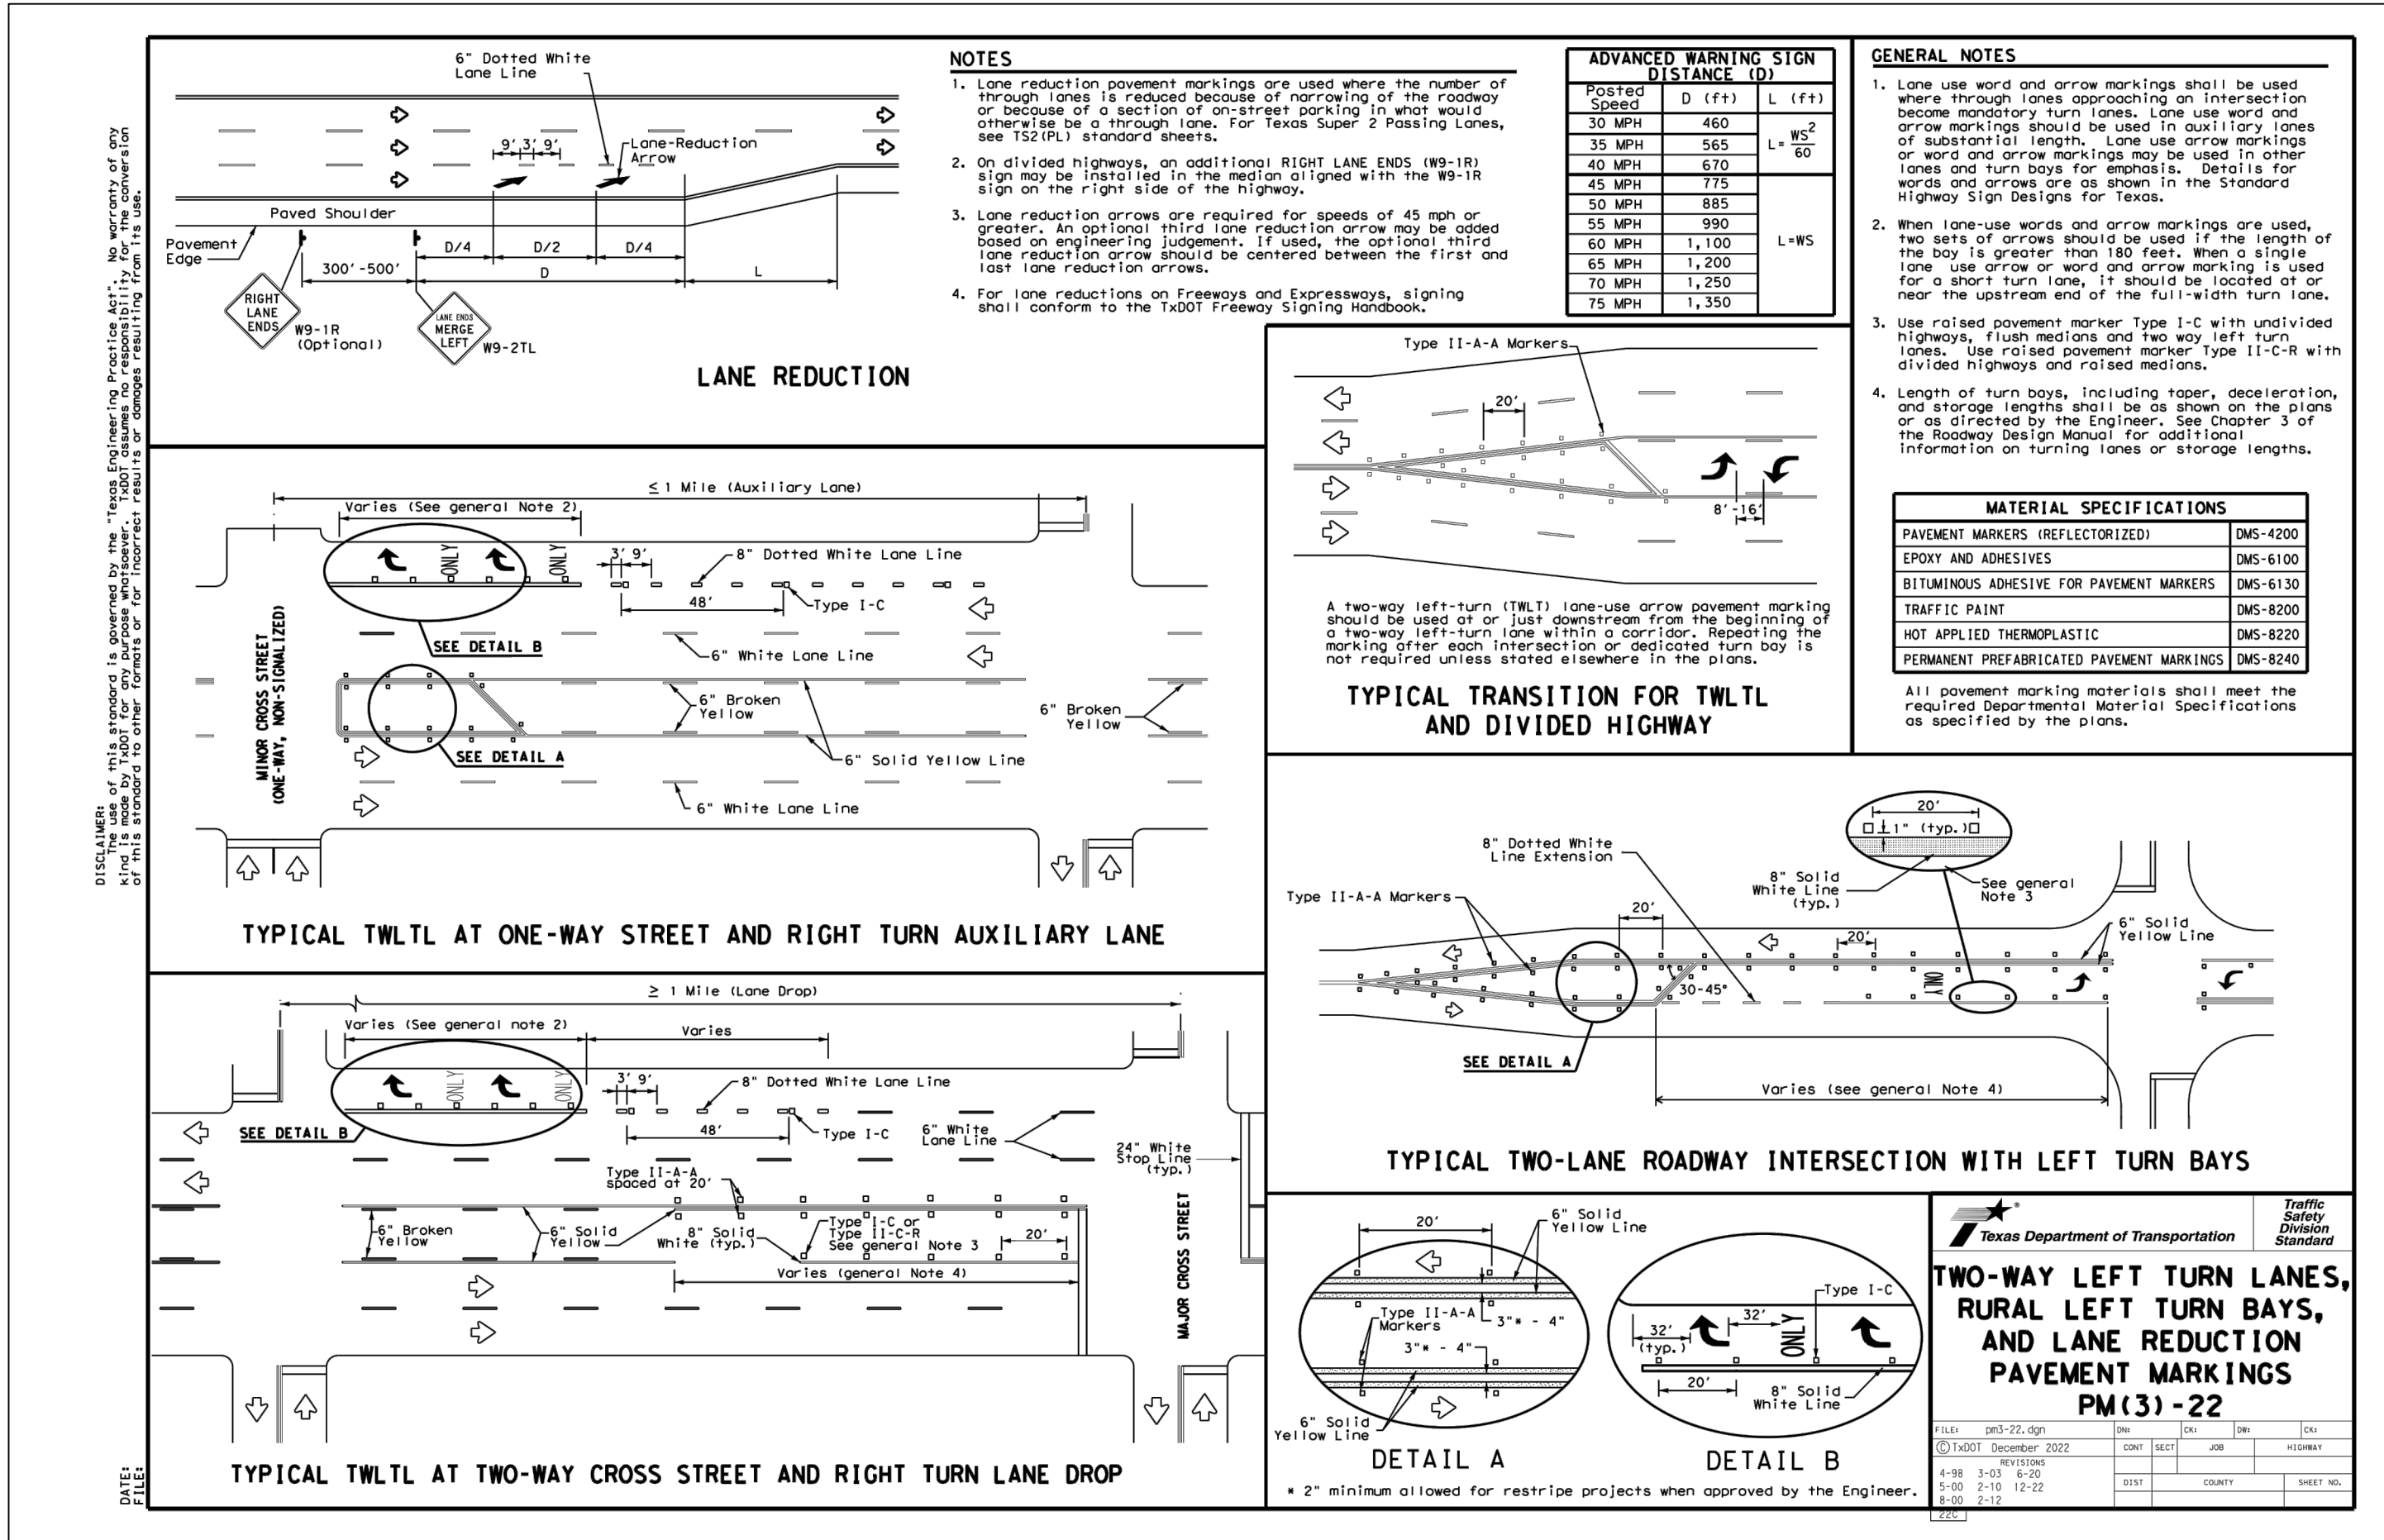 DISCLAIMER:
The use of this standard is governed by the "Texas Engineering Practice Act". No warranty of any
kind is made by TxDOT for any purpose whatsoever. TxDOT assumes no responsibility for the conversion
of this standard to other formats or for incorrect results or damages resulting from its use.
DATE:
FILE:
6" Dotted White
Lane Line
9' 3' 9'
Lane-Reduction
Arrow
Paved Shoulder
Pavement
Edge
D/4
D/2
D/4
300'-500'
D
L
RIGHT
LANE
ENDS
W9-1R
(Optional)
LANE ENDS
MERGE
LEFT
W9-2TL
LANE REDUCTION
NOTES
1. Lane reduction pavement markings are used where the number of
through lanes is reduced because of narrowing of the roadway
or because of a section of on-street parking in what would
otherwise be a through lane. For Texas Super 2 Passing Lanes,
see TS2(PL) standard sheets.
2. On divided highways, an additional RIGHT LANE ENDS (W9-1R)
sign may be installed in the median aligned with the W9-1R
sign on the right side of the highway.
3. Lane reduction arrows are required for speeds of 45 mph or
greater. An optional third lane reduction arrow may be added
based on engineering judgement. If used, the optional third
lane reduction arrow should be centered between the first and
last lane reduction arrows.
4. For lane reductions on Freeways and Expressways, signing
shall conform to the TxDOT Freeway Signing Handbook.
ADVANCED WARNING SIGN
DISTANCE (D)
Posted
Speed
D (ft)
L (ft)
30 MPH 460
35 MPH 565
40 MPH 670
L= WS²
60
45 MPH 775
50 MPH 885
55 MPH 990
60 MPH 1,100
65 MPH 1,200
70 MPH 1,250
75 MPH 1,350
L=WS
GENERAL NOTES
1. Lane use word and arrow markings shall be used
where through lanes approaching an intersection
become mandatory turn lanes. Lane use word and
arrow markings should be used in auxiliary lanes
of substantial length. Lane use arrow markings
or word and arrow markings may be used in other
lanes and turn bays for emphasis. Details for
words and arrows are as shown in the Standard
Highway Sign Designs for Texas.
2. When lane-use words and arrow markings are used,
two sets of arrows should be used if the length of
the bay is greater than 180 feet. When a single
lane use arrow or word and arrow marking is used
for a short turn lane, it should be located at or
near the upstream end of the full-width turn lane.
3. Use raised pavement marker Type I-C with undivided
highways, flush medians and two way left turn
lanes. Use raised pavement marker Type II-C-R with
divided highways and raised medians.
4. Length of turn bays, including taper, deceleration,
and storage lengths shall be as shown on the plans
or as directed by the Engineer. See Chapter 3 of
the Roadway Design Manual for additional
information on turning lanes or storage lengths.
MATERIAL SPECIFICATIONS
PAVEMENT MARKERS (REFLECTORIZED) DMS-4200
EPOXY AND ADHESIVES DMS-6100
BITUMINOUS ADHESIVE FOR PAVEMENT MARKERS DMS-6130
TRAFFIC PAINT DMS-8200
HOT APPLIED THERMOPLASTIC DMS-8220
PERMANENT PREFABRICATED PAVEMENT MARKINGS DMS-8240
All pavement marking materials shall meet the
required Departmental Material Specifications
as specified by the plans.
Type II-A-A Markers
20'
8'-16'
A two-way left-turn (TWLT) lane-use arrow pavement marking
should be used at or just downstream from the beginning of
a two-way left-turn lane within a corridor. Repeating the
marking after each intersection or dedicated turn bay is
not required unless stated elsewhere in the plans.
TYPICAL TRANSITION FOR TWLTL
AND DIVIDED HIGHWAY
≤ 1 Mile (Auxiliary Lane)
Varies (See general Note 2)
ONLY
ONLY
3' 9'
8" Dotted White Lane Line
48'
Type I-C
SEE DETAIL B
6" White Lane Line
MINOR CROSS STREET
(ONE-WAY, NON-SIGNALIZED)
6" Broken
Yellow
6" Broken
Yellow
SEE DETAIL A
6" Solid Yellow Line
6" White Lane Line
TYPICAL TWLTL AT ONE-WAY STREET AND RIGHT TURN AUXILIARY LANE
20'
1" (typ.)
8" Dotted White
Line Extension
8" Solid
White Line
(typ.)
See general
Note 3
Type II-A-A Markers
20'
20'
6" Solid
Yellow Line
30-45°
ONLY
SEE DETAIL A
Varies (see general Note 4)
TYPICAL TWO-LANE ROADWAY INTERSECTION WITH LEFT TURN BAYS
≥ 1 Mile (Lane Drop)
Varies (See general note 2)
Varies
ONLY
ONLY
3' 9'
8" Dotted White Lane Line
SEE DETAIL B
48'
Type I-C
6" White
Lane Line
24" White
Stop Line
(typ.)
Type II-A-A
spaced at 20'
6" Broken
Yellow
6" Solid
Yellow
8" Solid
White (typ.)
Type I-C or
Type II-C-R
See general Note 3
20'
Varies (general Note 4)
MAJOR CROSS STREET
TYPICAL TWLTL AT TWO-WAY CROSS STREET AND RIGHT TURN LANE DROP
20'
6" Solid
Yellow Line
Type II-A-A
Markers
3"* - 4"
3"* - 4"
6" Solid
Yellow Line
DETAIL A
Type I-C
32'
(typ.)
32'
ONLY
20'
8" Solid
White Line
DETAIL B
* 2" minimum allowed for restripe projects when approved by the Engineer.
Texas Department of Transportation
Traffic
Safety
Division
Standard
TWO-WAY LEFT TURN LANES,
RURAL LEFT TURN BAYS,
AND LANE REDUCTION
PAVEMENT MARKINGS
PM(3)-22
FILE: pm3-22.dgn DN: CK: DW: CK:
© TxDOT December 2022 CONT SECT JOB HIGHWAY
REVISIONS
4-98 3-03 6-20
5-00 2-10 12-22
8-00 2-12
DIST COUNTY SHEET NO.
22C